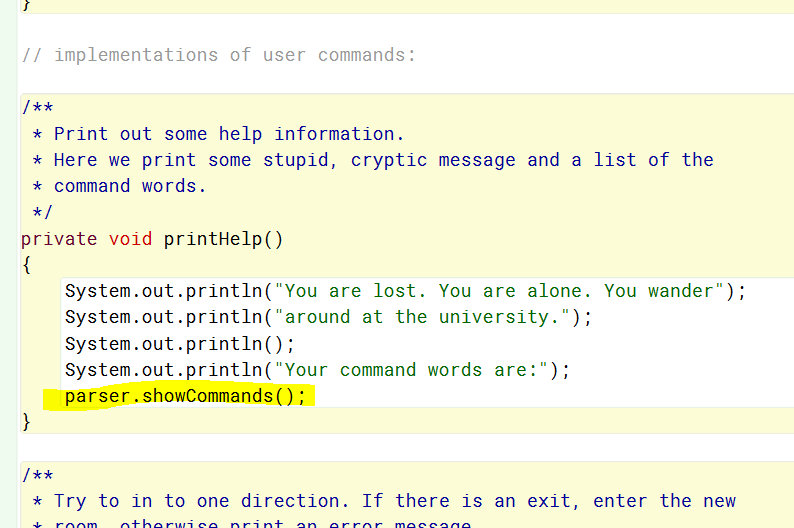 }
// implementations of user commands:
/**
* Print out some help information.
* Here we print some stupid, cryptic message and a list of the
* command words.
*/
private void printHelp()
{
System.out.println("You are lost. You are alone. You wander");
System.out.println("around at the university.");
System.out.println();
System.out.println("Your command words are:");
parser.showCommands();
}
/**
* Try to in to one direction. If there is an exit, enter the new
* room, otherwise print an error message.